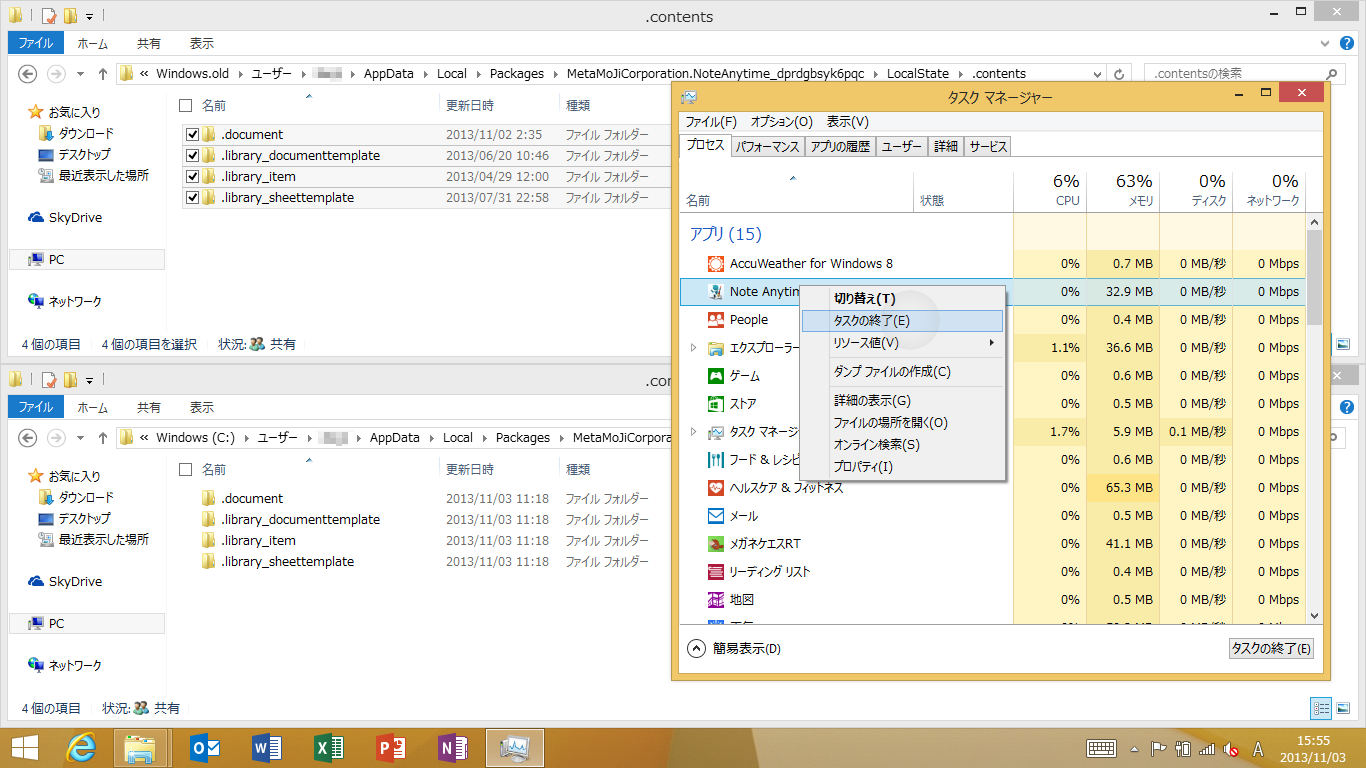 .contents
ファイル ホーム 共有 表示
« Windows.old ユーザー AppData Local Packages MetaMoJiCorporation.NoteAnytime_dprdgbsyk6pqc LocalState .contents .contentsの検索
お気に入り
ダウンロード
デスクトップ
最近表示した場所
SkyDrive
PC
ネットワーク
名前 更新日時 種類
.document 2013/11/02 2:35 ファイル フォルダー
.library_documenttemplate 2013/06/20 10:46 ファイル フォルダー
.library_item 2013/04/29 12:00 ファイル フォルダー
.library_sheettemplate 2013/07/31 22:58 ファイル フォルダー
4 個の項目 4 個の項目を選択 状況: 共有
.co
ファイル ホーム 共有 表示
« Windows (C:) ユーザー AppData Local Packages MetaMoJiCorpora
お気に入り
ダウンロード
デスクトップ
最近表示した場所
SkyDrive
PC
ネットワーク
名前 更新日時 種類
.document 2013/11/03 11:18 ファイル フォルダー
.library_documenttemplate 2013/11/03 11:18 ファイル フォルダー
.library_item 2013/11/03 11:18 ファイル フォルダー
.library_sheettemplate 2013/11/03 11:18 ファイル フォルダー
4 個の項目 状況: 共有
タスク マネージャー
ファイル(F) オプション(O) 表示(V)
プロセス パフォーマンス アプリの履歴 ユーザー 詳細 サービス
6% 63% 0% 0%
名前 状態 CPU メモリ ディスク ネットワーク
アプリ (15)
AccuWeather for Windows 8 0% 0.7 MB 0 MB/秒 0 Mbps
Note Anytim 0% 32.9 MB 0 MB/秒 0 Mbps
People 0% 0.4 MB 0 MB/秒 0 Mbps
エクスプローラー 1.1% 36.6 MB 0 MB/秒 0 Mbps
ゲーム 0% 0.6 MB 0 MB/秒 0 Mbps
ストア 0% 0.5 MB 0 MB/秒 0 Mbps
タスク マネージ 1.7% 5.9 MB 0.1 MB/秒 0 Mbps
フード & レシピ 0% 0.6 MB 0 MB/秒 0 Mbps
ヘルスケア & フィットネス 0% 65.3 MB 0 MB/秒 0 Mbps
メール 0% 0.5 MB 0 MB/秒 0 Mbps
メガネケエスRT 0% 41.1 MB 0 MB/秒 0 Mbps
リーディング リスト 0% 0.4 MB 0 MB/秒 0 Mbps
地図 0% 0.5 MB 0 MB/秒 0 Mbps
切り替え(T)
タスクの終了(E)
リソース値(V)
ダンプ ファイルの作成(C)
詳細の表示(G)
ファイルの場所を開く(O)
オンライン検索(S)
プロパティ(I)
簡易表示(D) タスクの終了(E)
A 15:55
2013/11/03